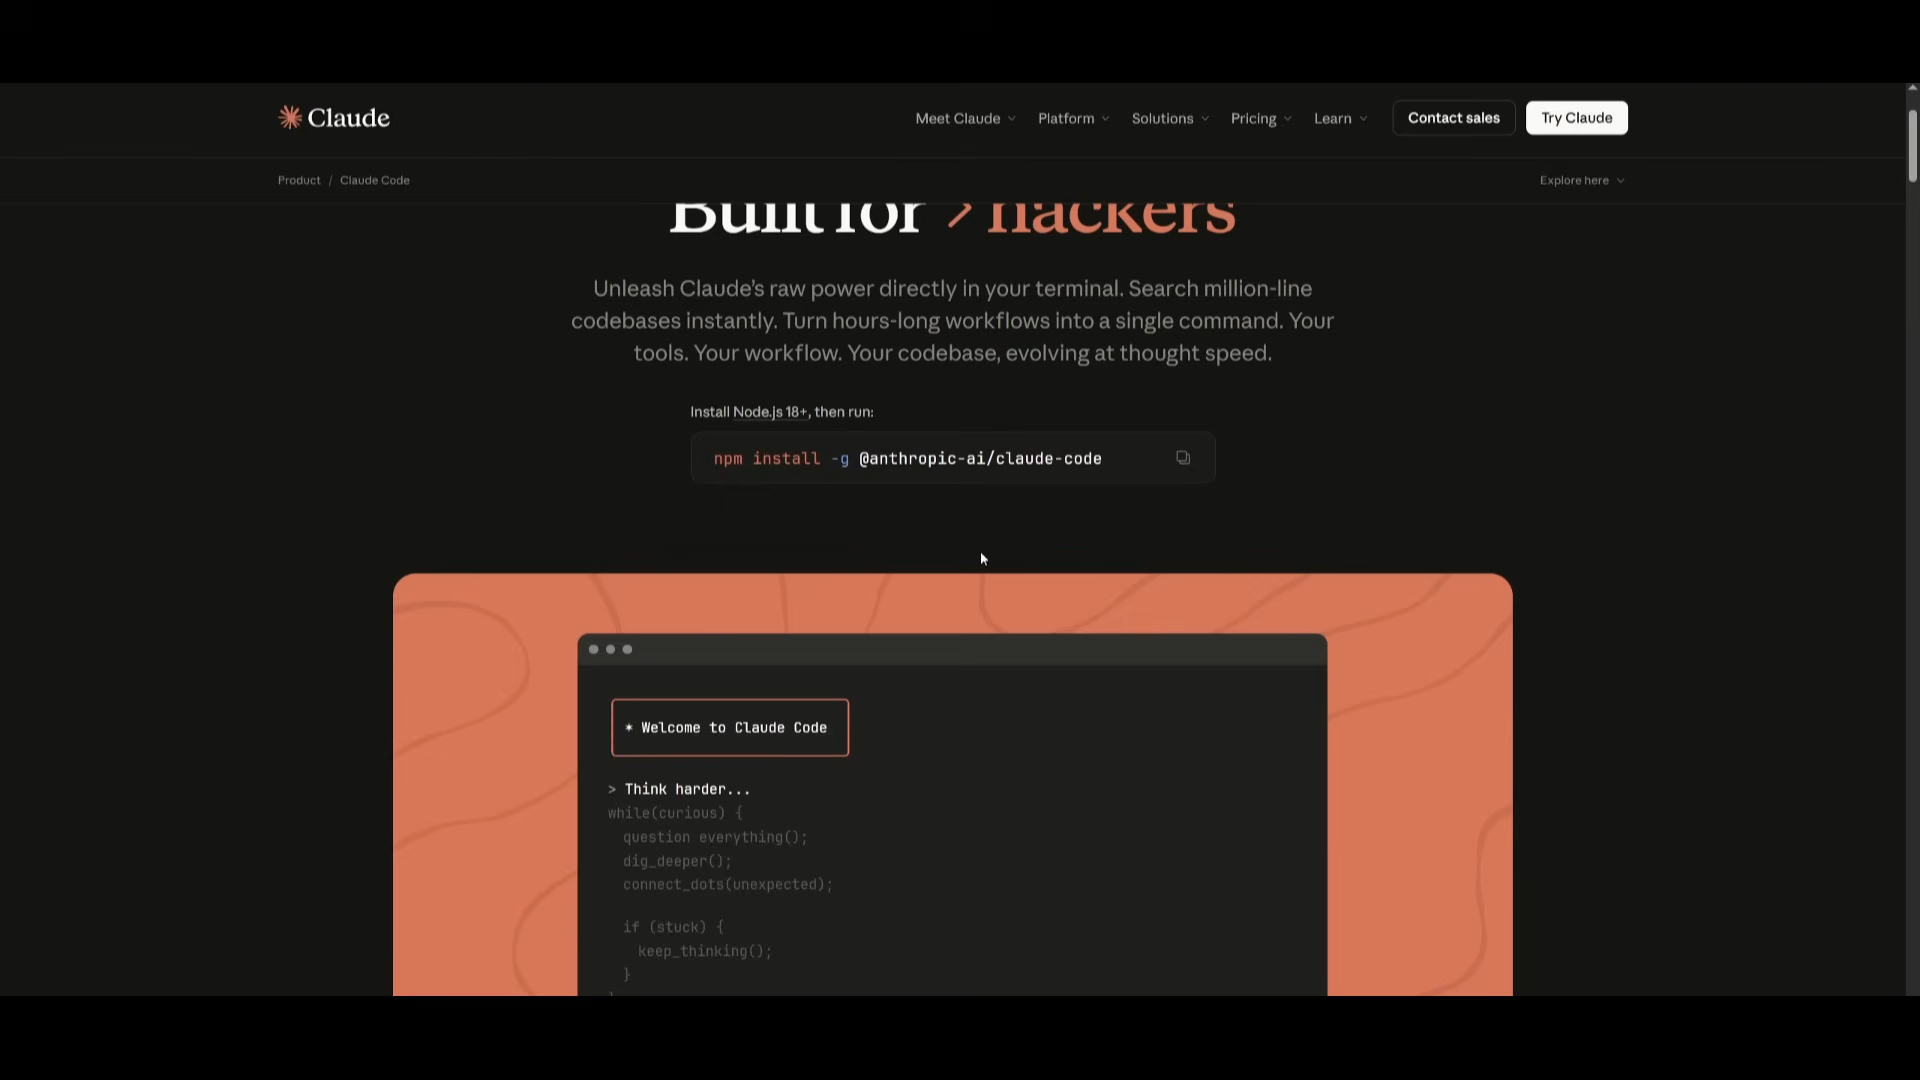 Claude
Meet Claude
Platform
Solutions
Pricing
Learn
Contact sales
Try Claude
Product / Claude Code
Explore here
Built for > hackers
Unleash Claude's raw power directly in your terminal. Search million-line
codebases instantly. Turn hours-long workflows into a single command. Your
tools. Your workflow. Your codebase, evolving at thought speed.
Install Node.js 18+, then run:
npm install -g @anthropic-ai/claude-code
* Welcome to Claude Code
> Think harder...
while(curious) {
question everything();
dig_deeper();
connect_dots(unexpected);
if (stuck) {
keep_thinking();
}